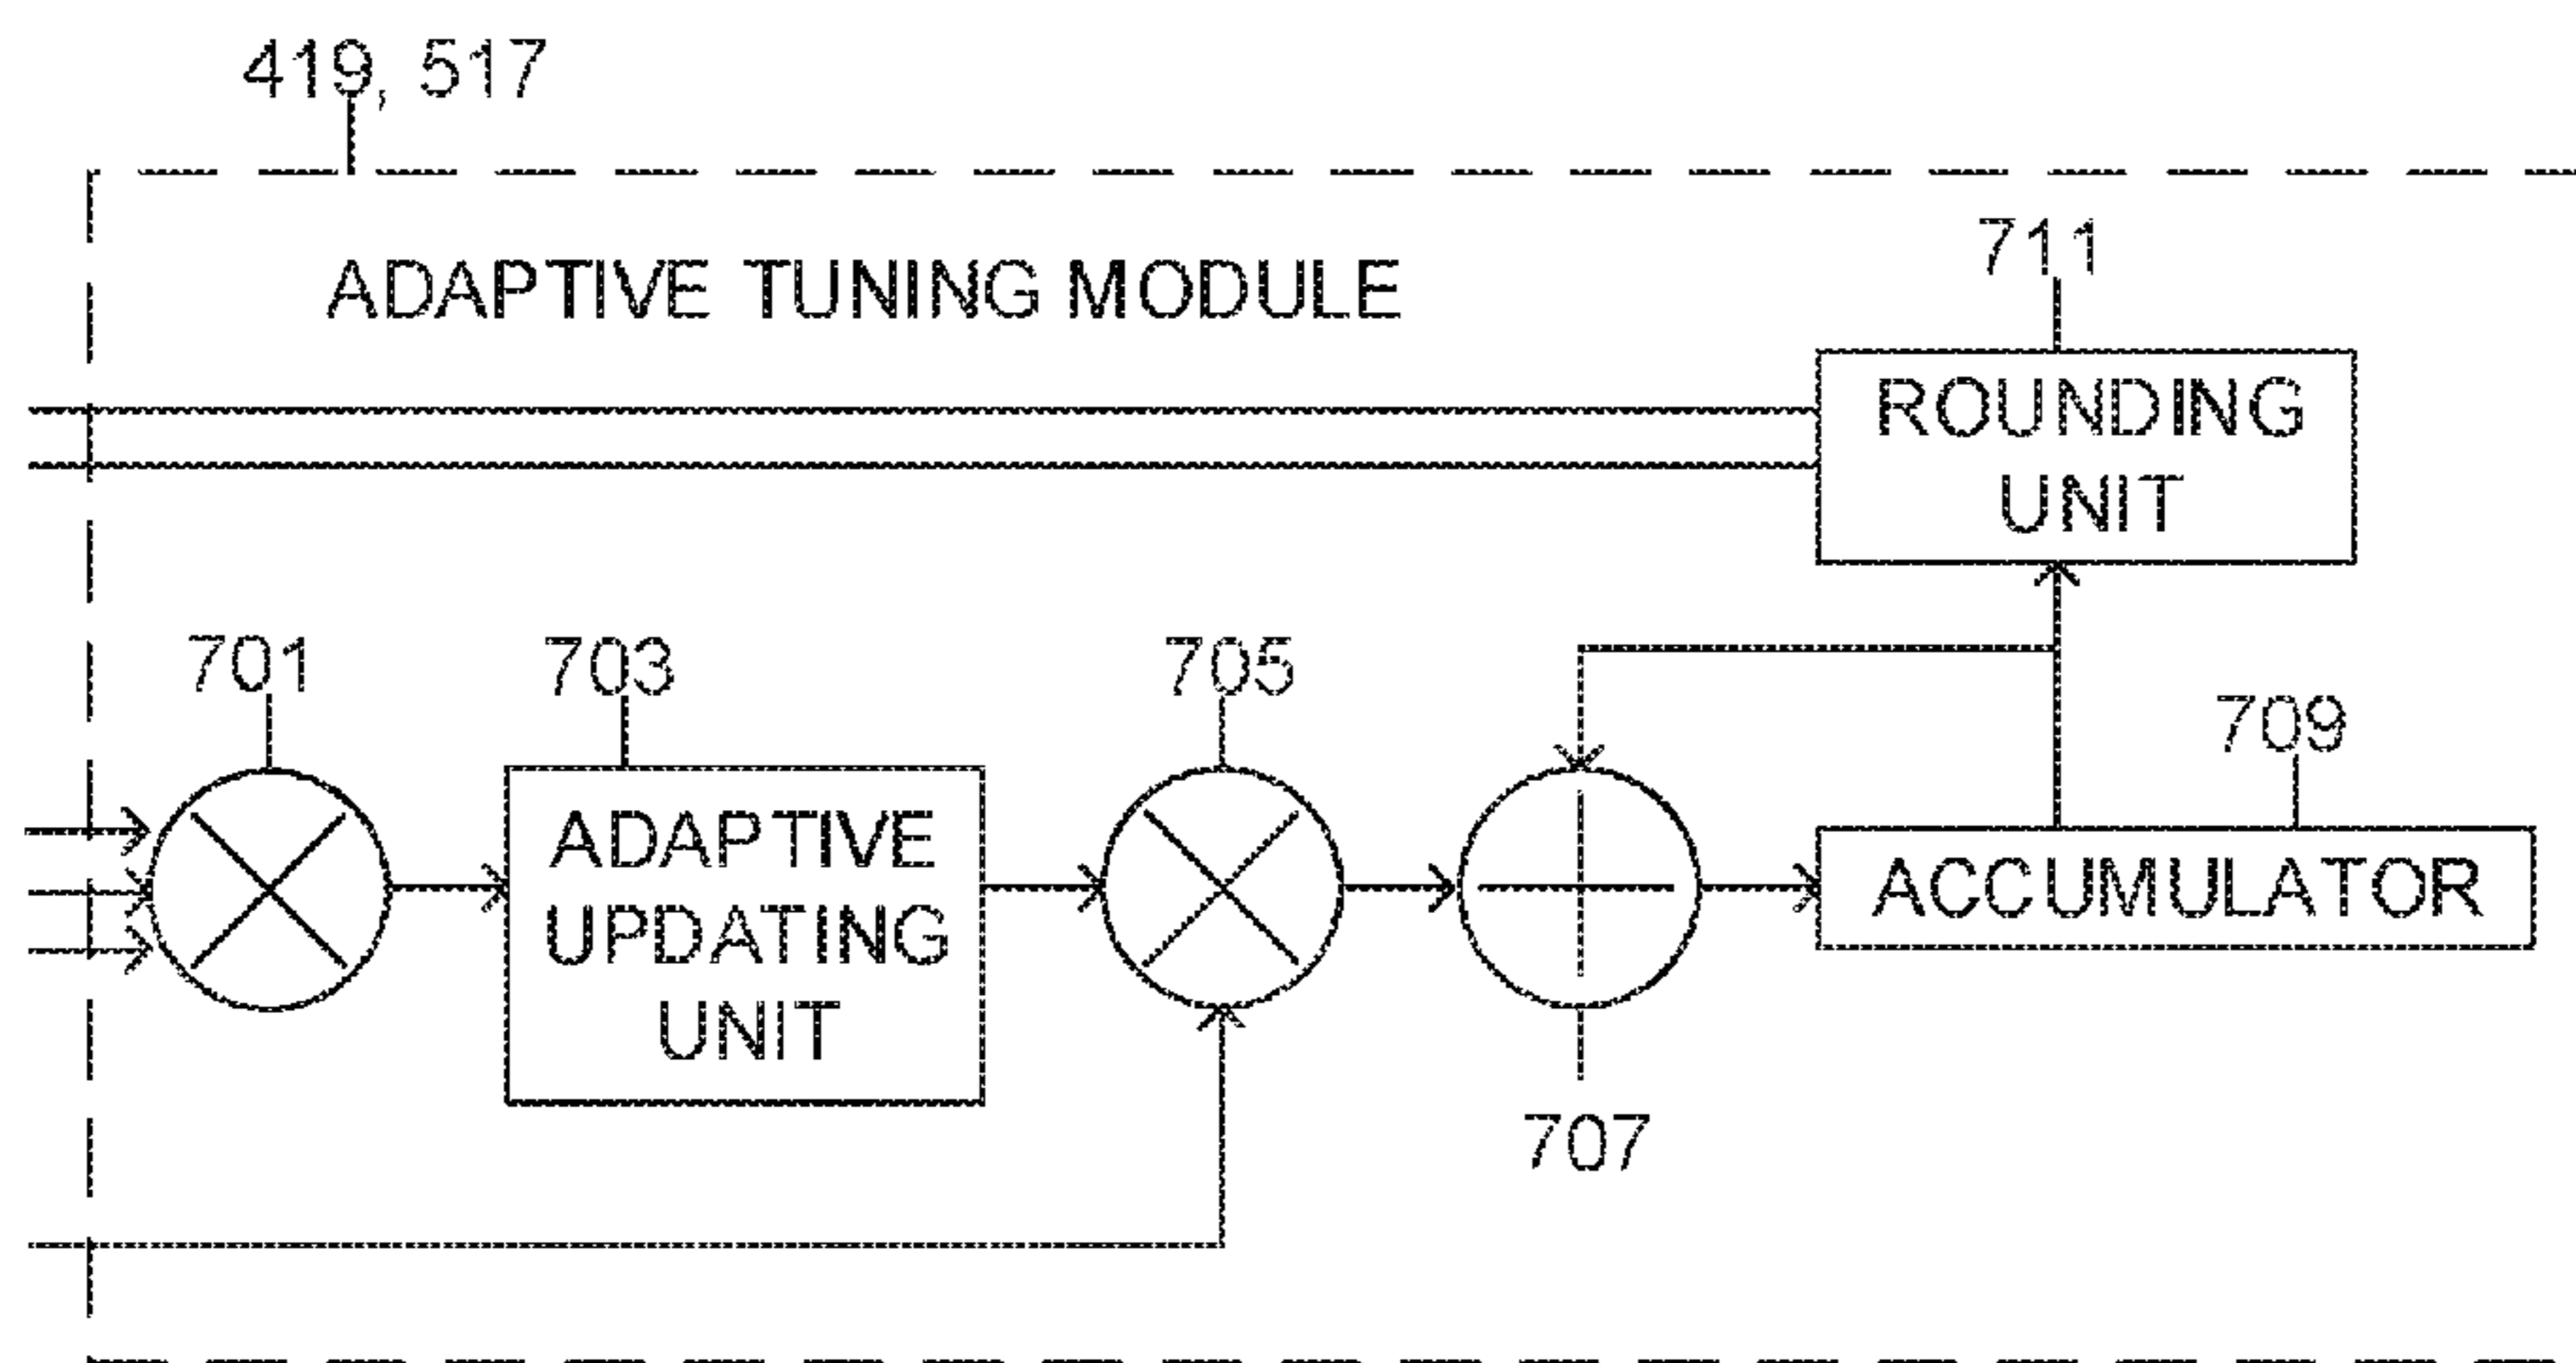 419, 517
ADAPTIVE TUNING MODULE
711
ROUNDING
UNIT
701
703
705
709
ADAPTIVE
UPDATING
UNIT
ACCUMULATOR
707